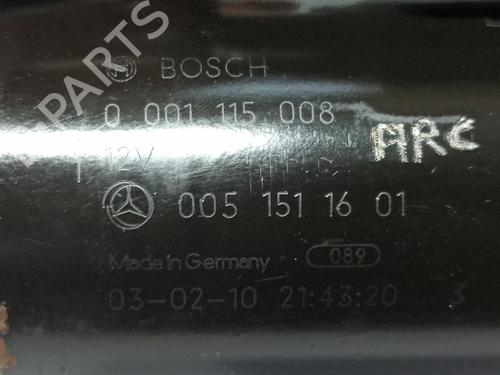 BOSCH
0 001 115 008
ARC
12V
005 151 16 01
Made in Germany 089
03-02-10 21:43:20 3